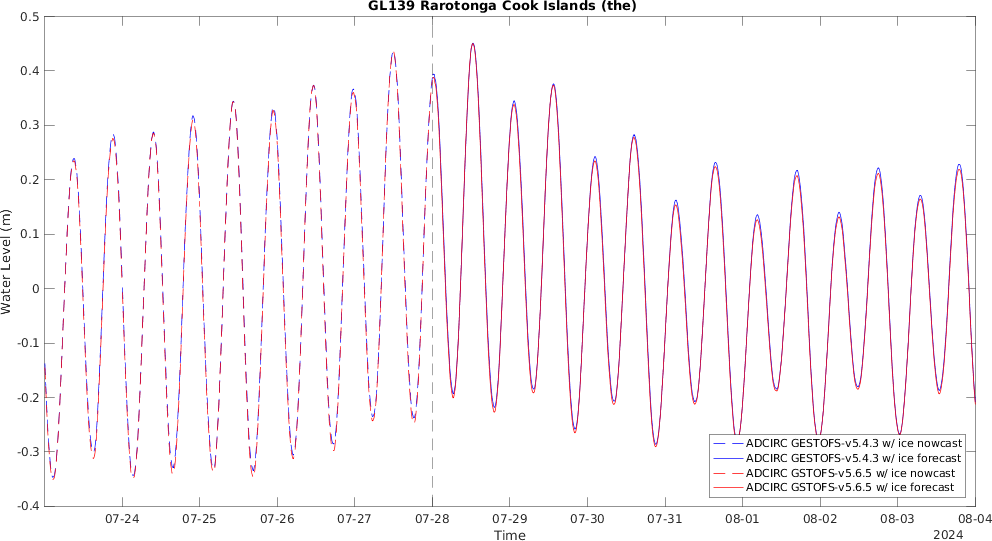 GL139 Rarotonga Cook Islands (the)
Water Level (m)
0.5
0.4
0.3
0.2
0.1
0
-0.1
-0.2
-0.3
-0.4
ADCIRC GESTOFS-v5.4.3 w/ ice nowcast
ADCIRC GESTOFS-v5.4.3 w/ ice forecast
ADCIRC GSTOFS-v5.6.5 w/ ice nowcast
ADCIRC GSTOFS-v5.6.5 w/ ice forecast
07-24 07-25 07-26 07-27 07-28 07-29 07-30 07-31 08-01 08-02 08-03 08-04
Time
2024